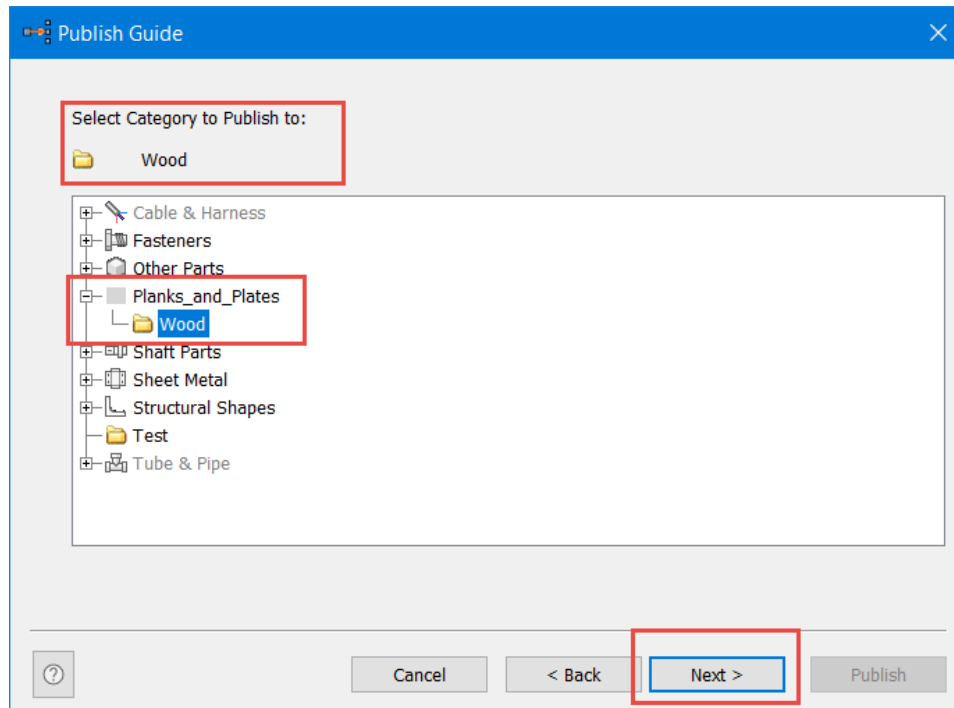 Publish Guide
Select Category to Publish to:
Wood
Cable & Harness
Fasteners
Other Parts
Planks_and_Plates
Wood
Shaft Parts
Sheet Metal
Structural Shapes
Test
Tube & Pipe
? Cancel < Back Next > Publish